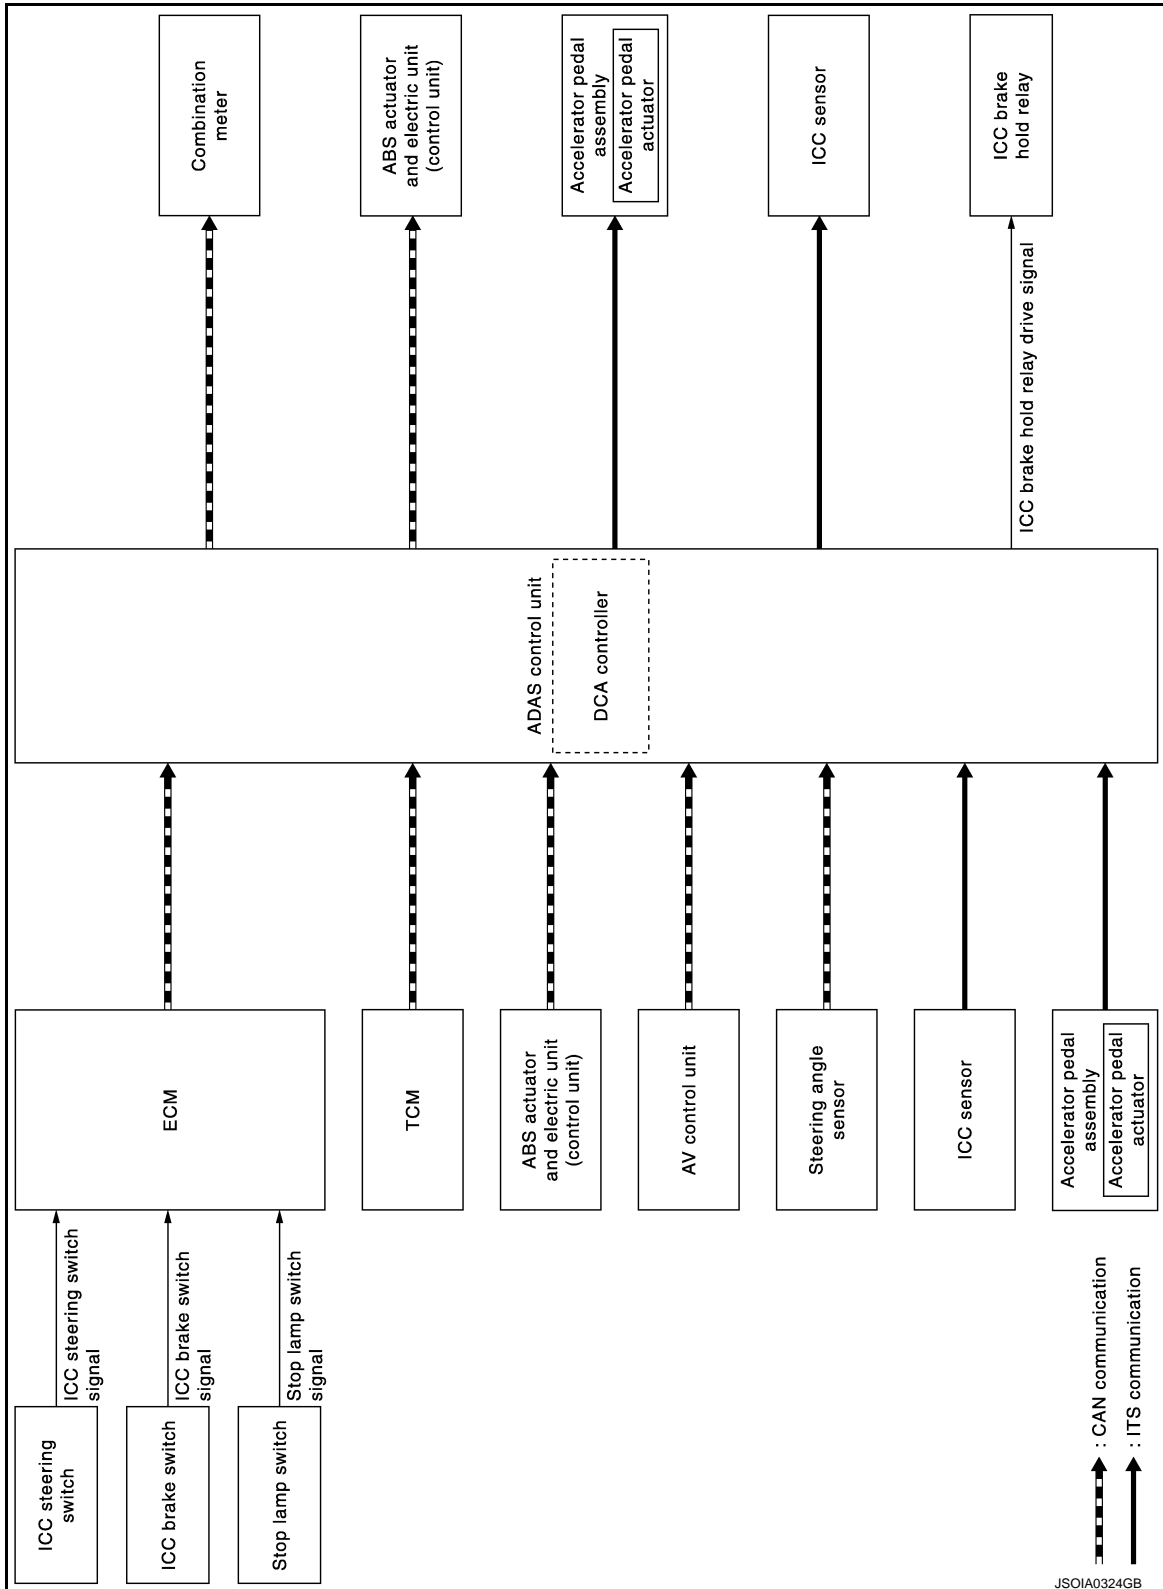 ICC steering
switch
ICC steering switch
signal
ICC brake switch
ICC brake switch
signal
Stop lamp switch
Stop lamp switch
signal
ECM
TCM
ABS actuator
and electric unit
(control unit)
AV control unit
Steering angle
sensor
ICC sensor
Accelerator pedal
assembly
Accelerator pedal
actuator
ADAS control unit
DCA controller
Combination
meter
ABS actuator
and electric unit
(control unit)
Accelerator pedal
assembly
Accelerator pedal
actuator
ICC sensor
ICC brake
hold relay
ICC brake hold relay drive signal
: CAN communication
: ITS communication
JSOIA0324GB